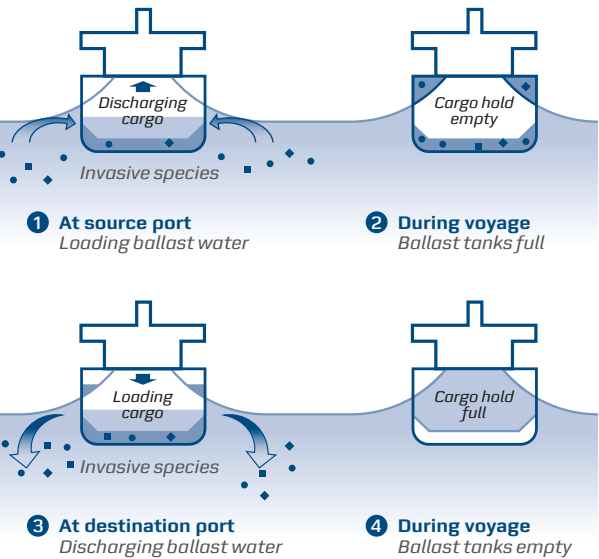 Discharging
cargo
Invasive species
1 At source port
Loading ballast water
Cargo hold
empty
2 During voyage
Ballast tanks full
Loading
cargo
Invasive species
3 At destination port
Discharging ballast water
Cargo hold
full
4 During voyage
Ballast tanks empty